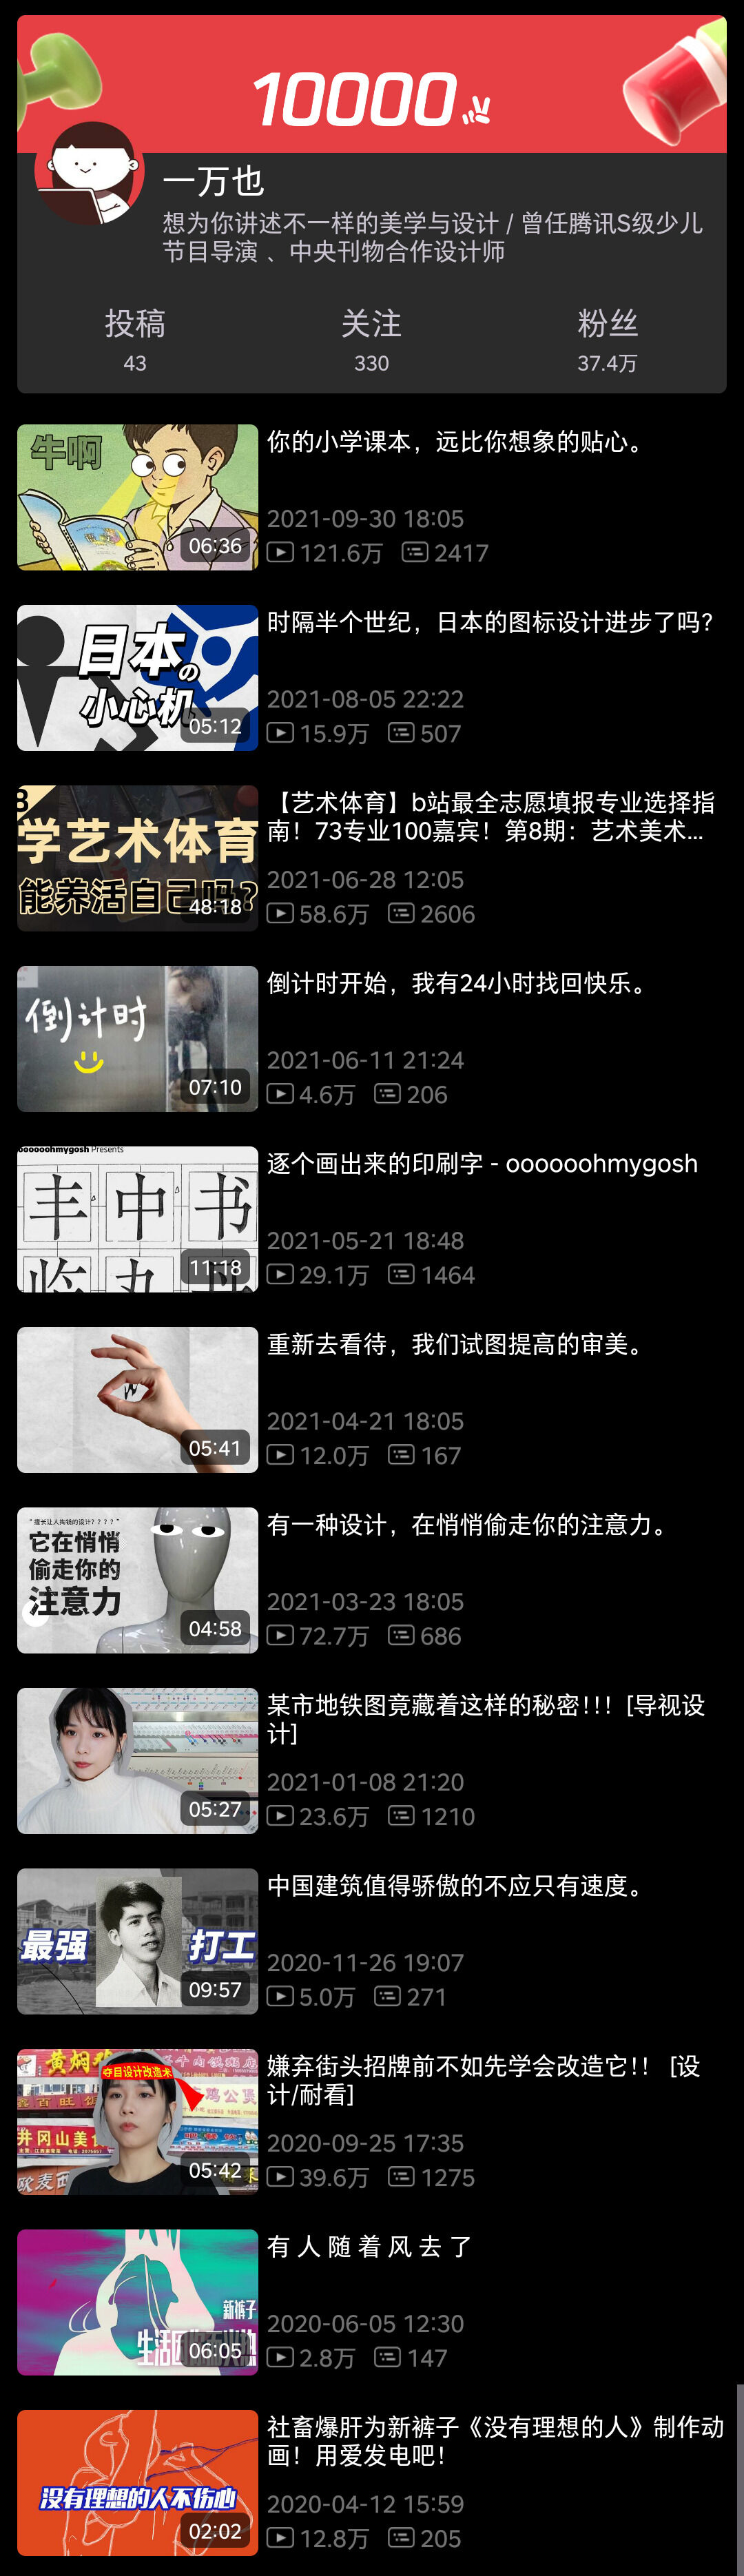 10000
一万也
想为你讲述不一样的美学与设计 / 曾任腾讯S级少儿
节目导演 、中央刊物合作设计师
投稿 关注 粉丝
43 330 37.4万
牛啊
06:36
你的小学课本，远比你想象的贴心。
2021-09-30 18:05
121.6万 2417
日本の
小心机
05:12
时隔半个世纪，日本的图标设计进步了吗？
2021-08-05 22:22
15.9万 507
学艺术体育
能养活自己吗？
48:18
【艺术体育】b站最全志愿填报专业选择指
南！73专业100嘉宾！第8期：艺术美术...
2021-06-28 12:05
58.6万 2606
倒计时
07:10
倒计时开始，我有24小时找回快乐。
2021-06-11 21:24
4.6万 206
ooooohmygosh Presents
丰 中 书
临
11:18
逐个画出来的印刷字 - oooooohmygosh
2021-05-21 18:48
29.1万 1464
05:41
重新去看待，我们试图提高的审美。
2021-04-21 18:05
12.0万 167
“擅长让人掏钱的设计？？？？”
它在悄悄
偷走你的
注意力
04:58
有一种设计，在悄悄偷走你的注意力。
2021-03-23 18:05
72.7万 686
05:27
某市地铁图竟藏着这样的秘密!!!［导视设
计］
2021-01-08 21:20
23.6万 1210
最强 打工
09:57
中国建筑值得骄傲的不应只有速度。
2020-11-26 19:07
5.0万 271
黄焖鸡
夺目设计改造术
井冈山美食
05:42
嫌弃街头招牌前不如先学会改造它!! ［设
计/耐看］
2020-09-25 17:35
39.6万 1275
新裤子
06:05
有 人 随 着 风 去 了
2020-06-05 12:30
2.8万 147
没有理想的人不伤心
02:02
社畜爆肝为新裤子《没有理想的人》制作动
画！用爱发电吧！
2020-04-12 15:59
12.8万 205